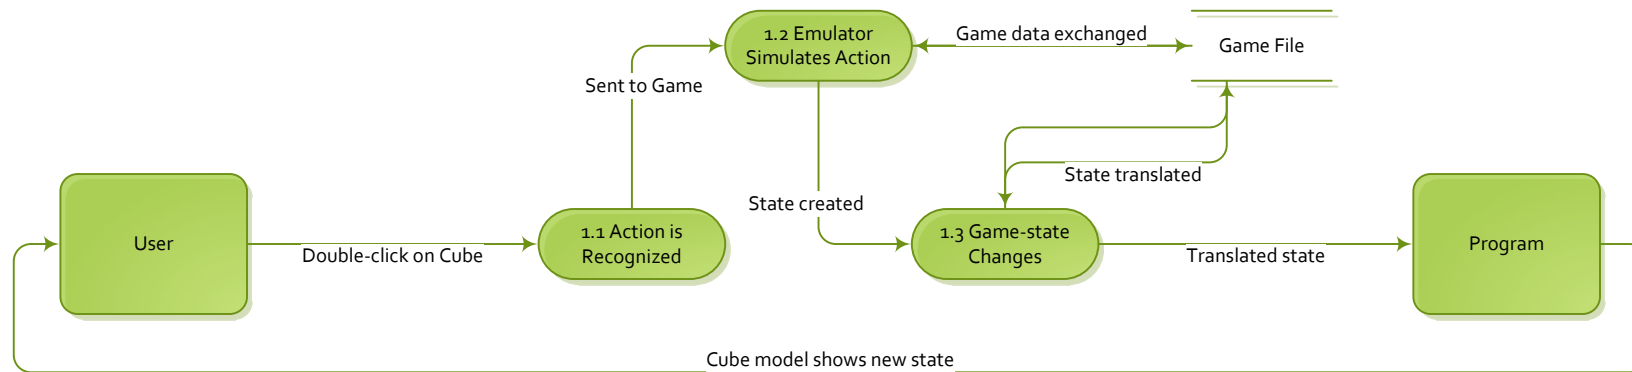 1.2 Emulator
Simulates Action
Game data exchanged
Game File
Sent to Game
State translated
State created
User
Double-click on Cube
1.1 Action is
Recognized
1.3 Game-state
Changes
Translated state
Program
Cube model shows new state